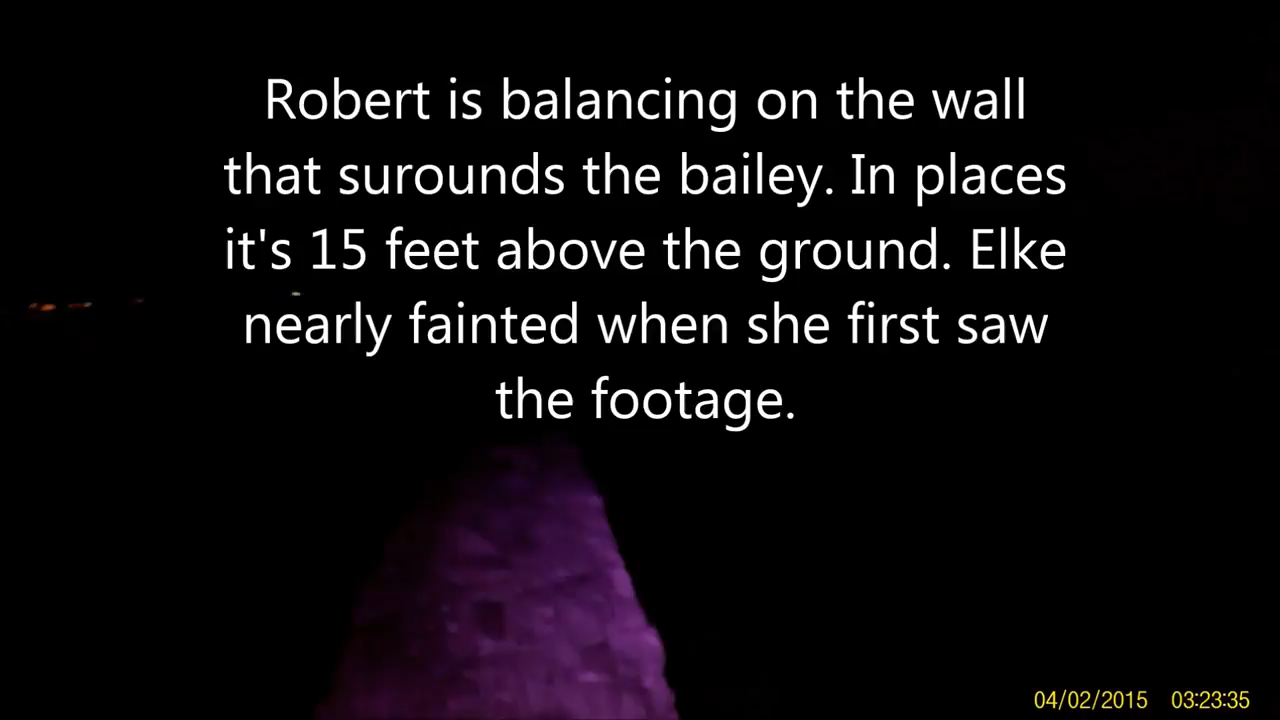 Robert is balancing on the wall
that surounds the bailey. In places
it's 15 feet above the ground. Elke
nearly fainted when she first saw
the footage.
04/02/2015 03:23:35